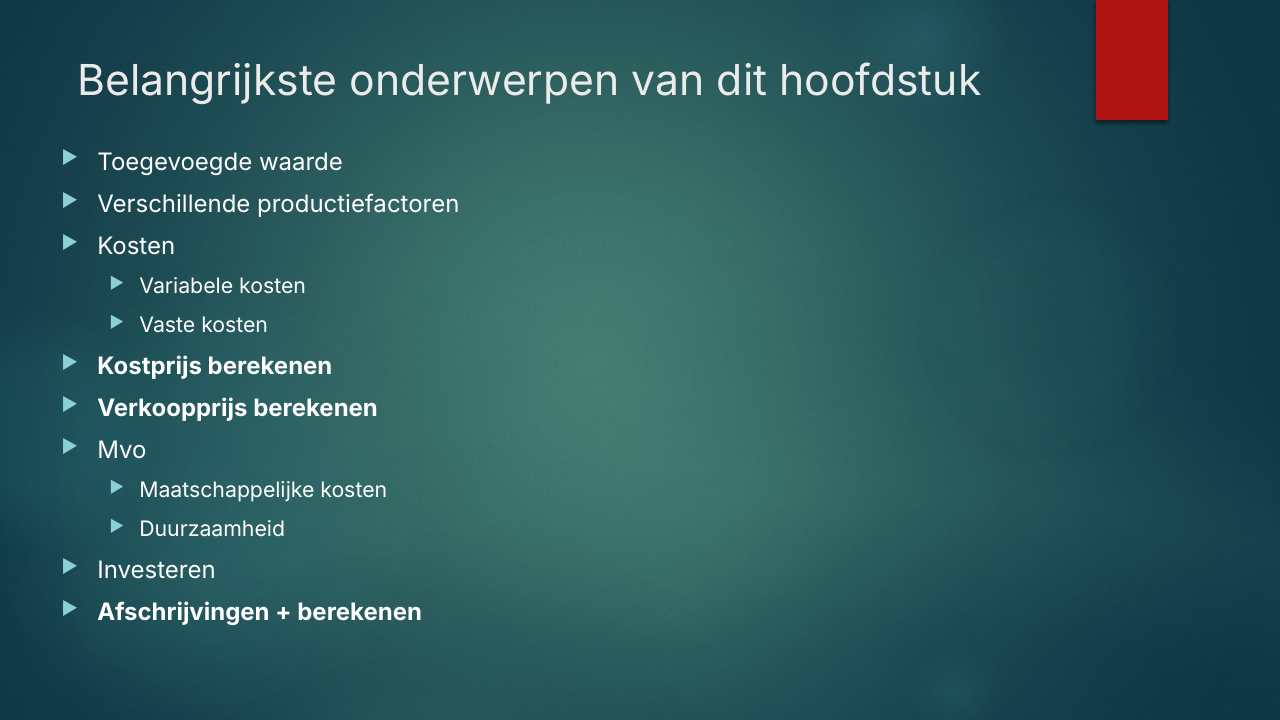 Belangrijkste onderwerpen van dit hoofdstuk
Toegevoegde waarde
Verschillende productiefactoren
Kosten
Variabele kosten
Vaste kosten
Kostprijs berekenen
Verkoopprijs berekenen
Mvo
Maatschappelijke kosten
Duurzaamheid
Investeren
Afschrijvingen + berekenen